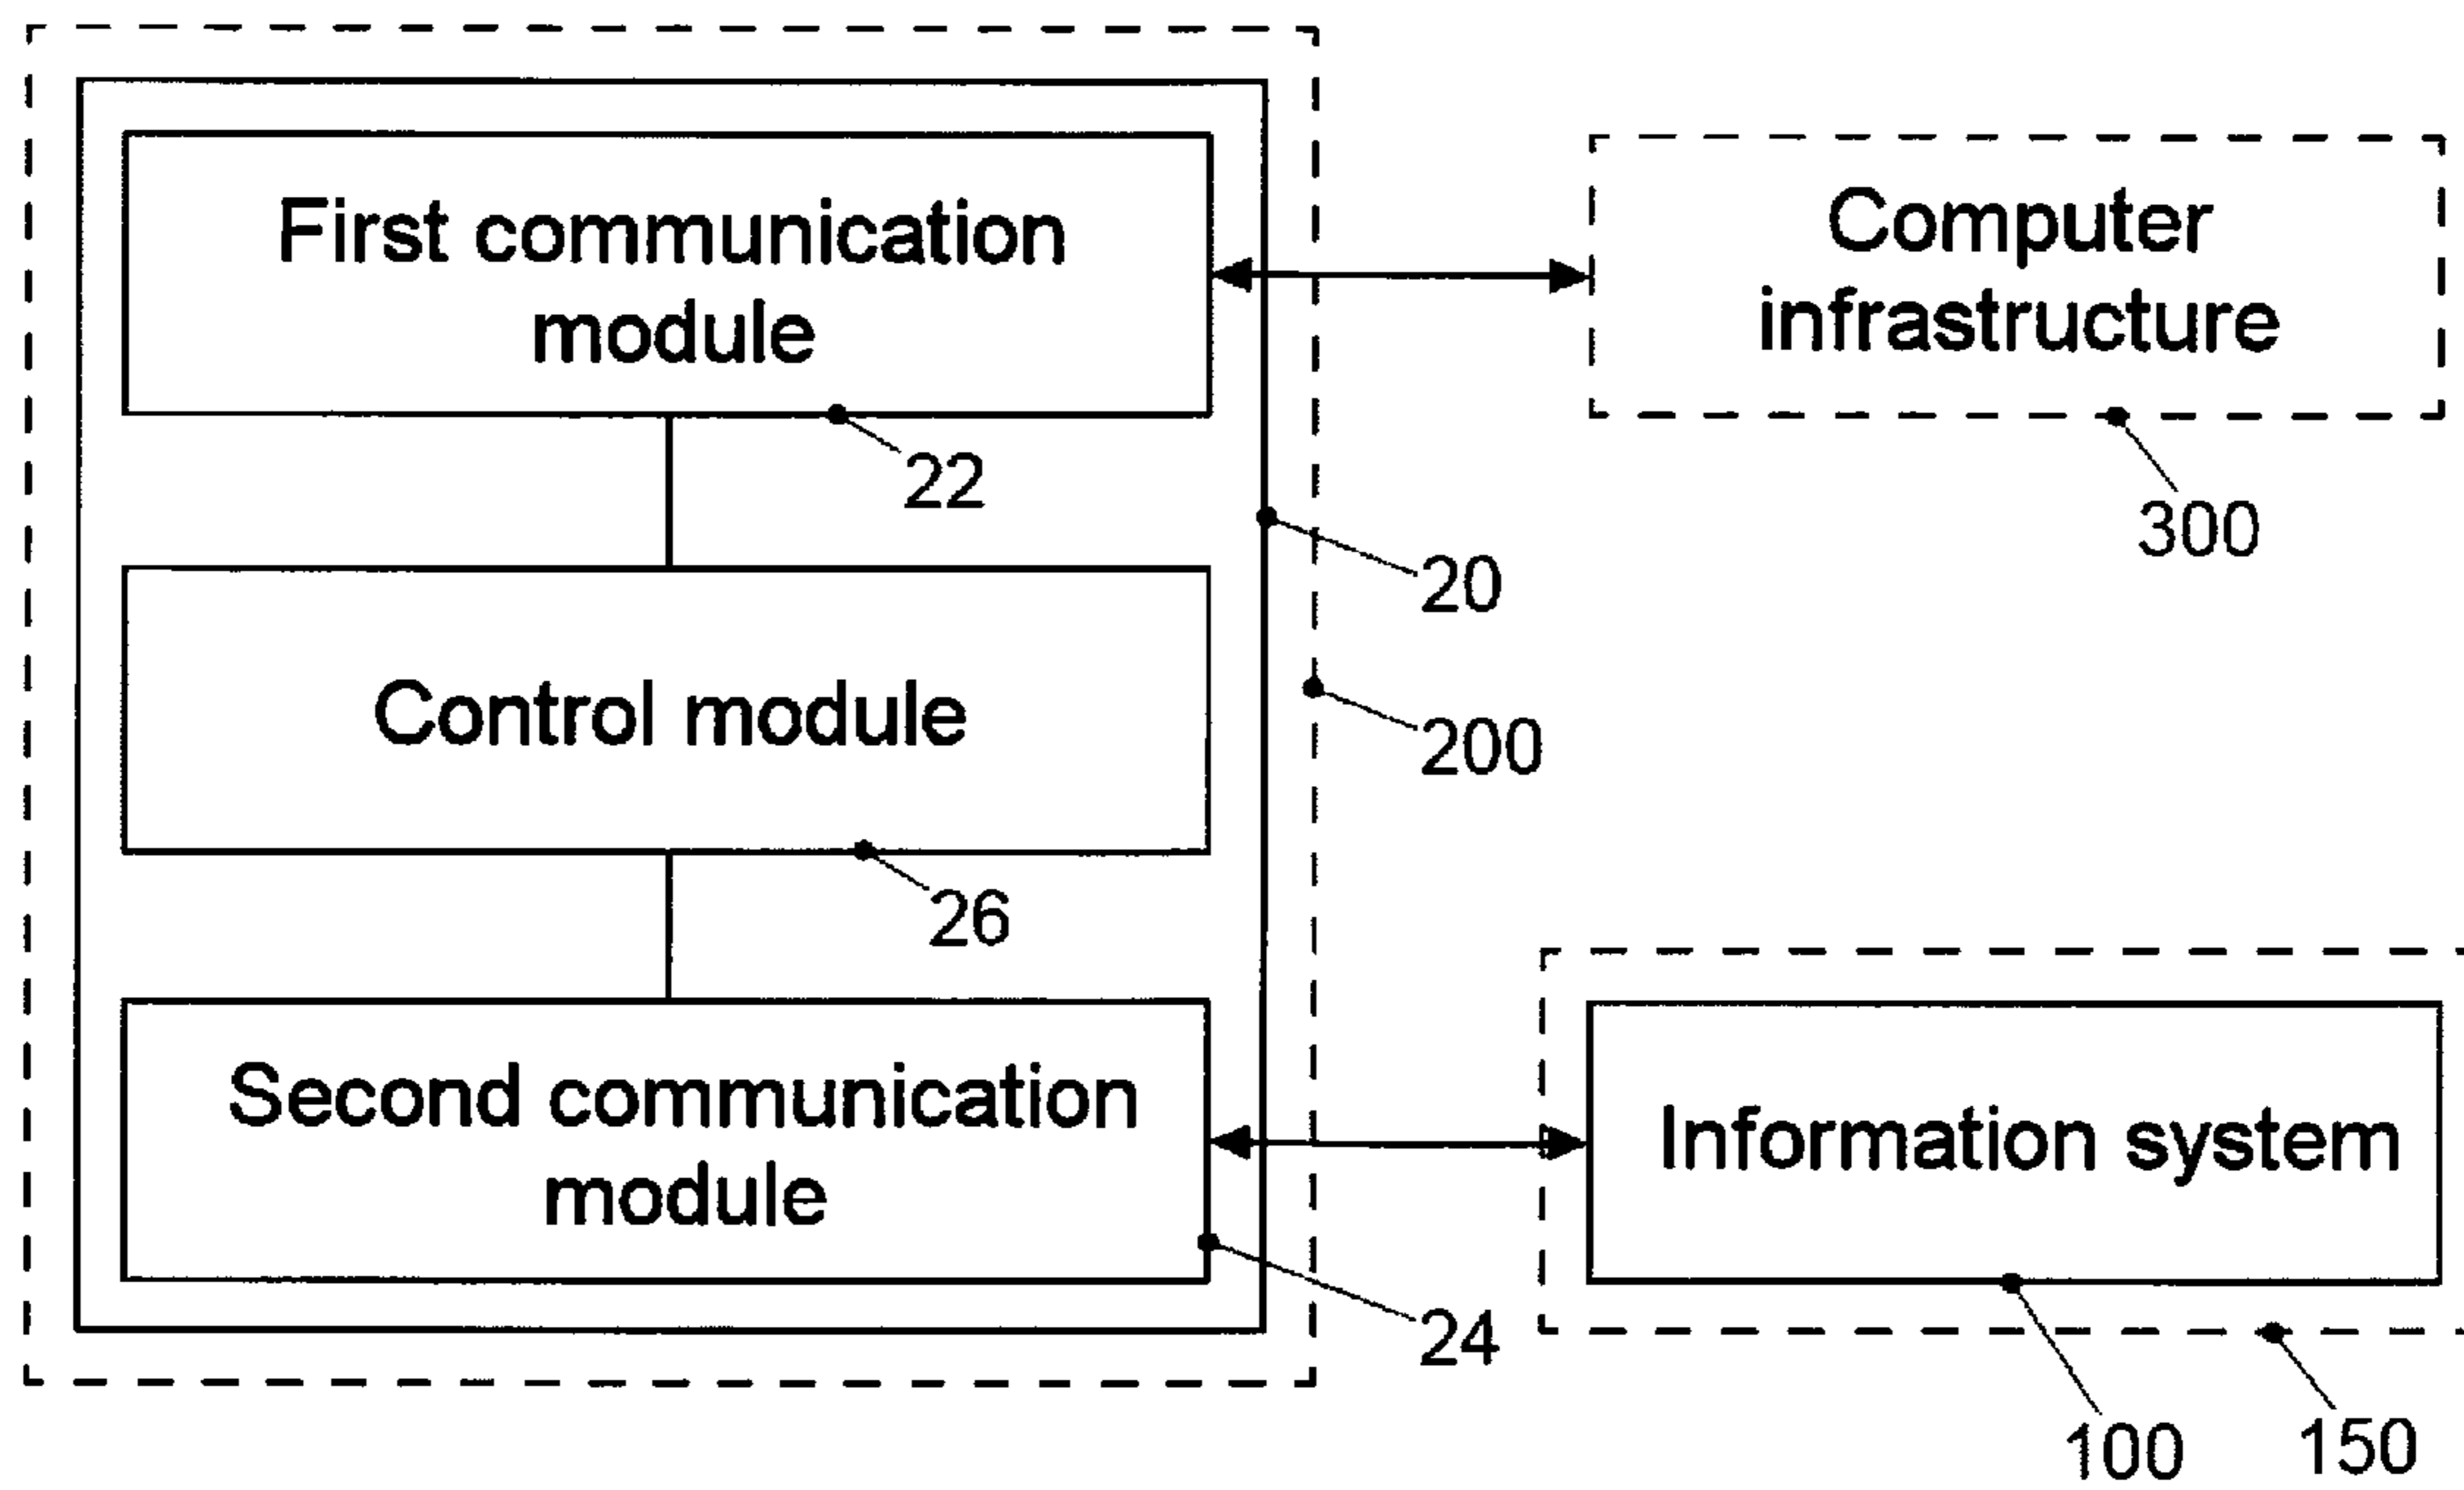 First communication
module
Computer
infrastructure
22
300
20
Control module
200
26
Second communication
module
Information system
24
100
150